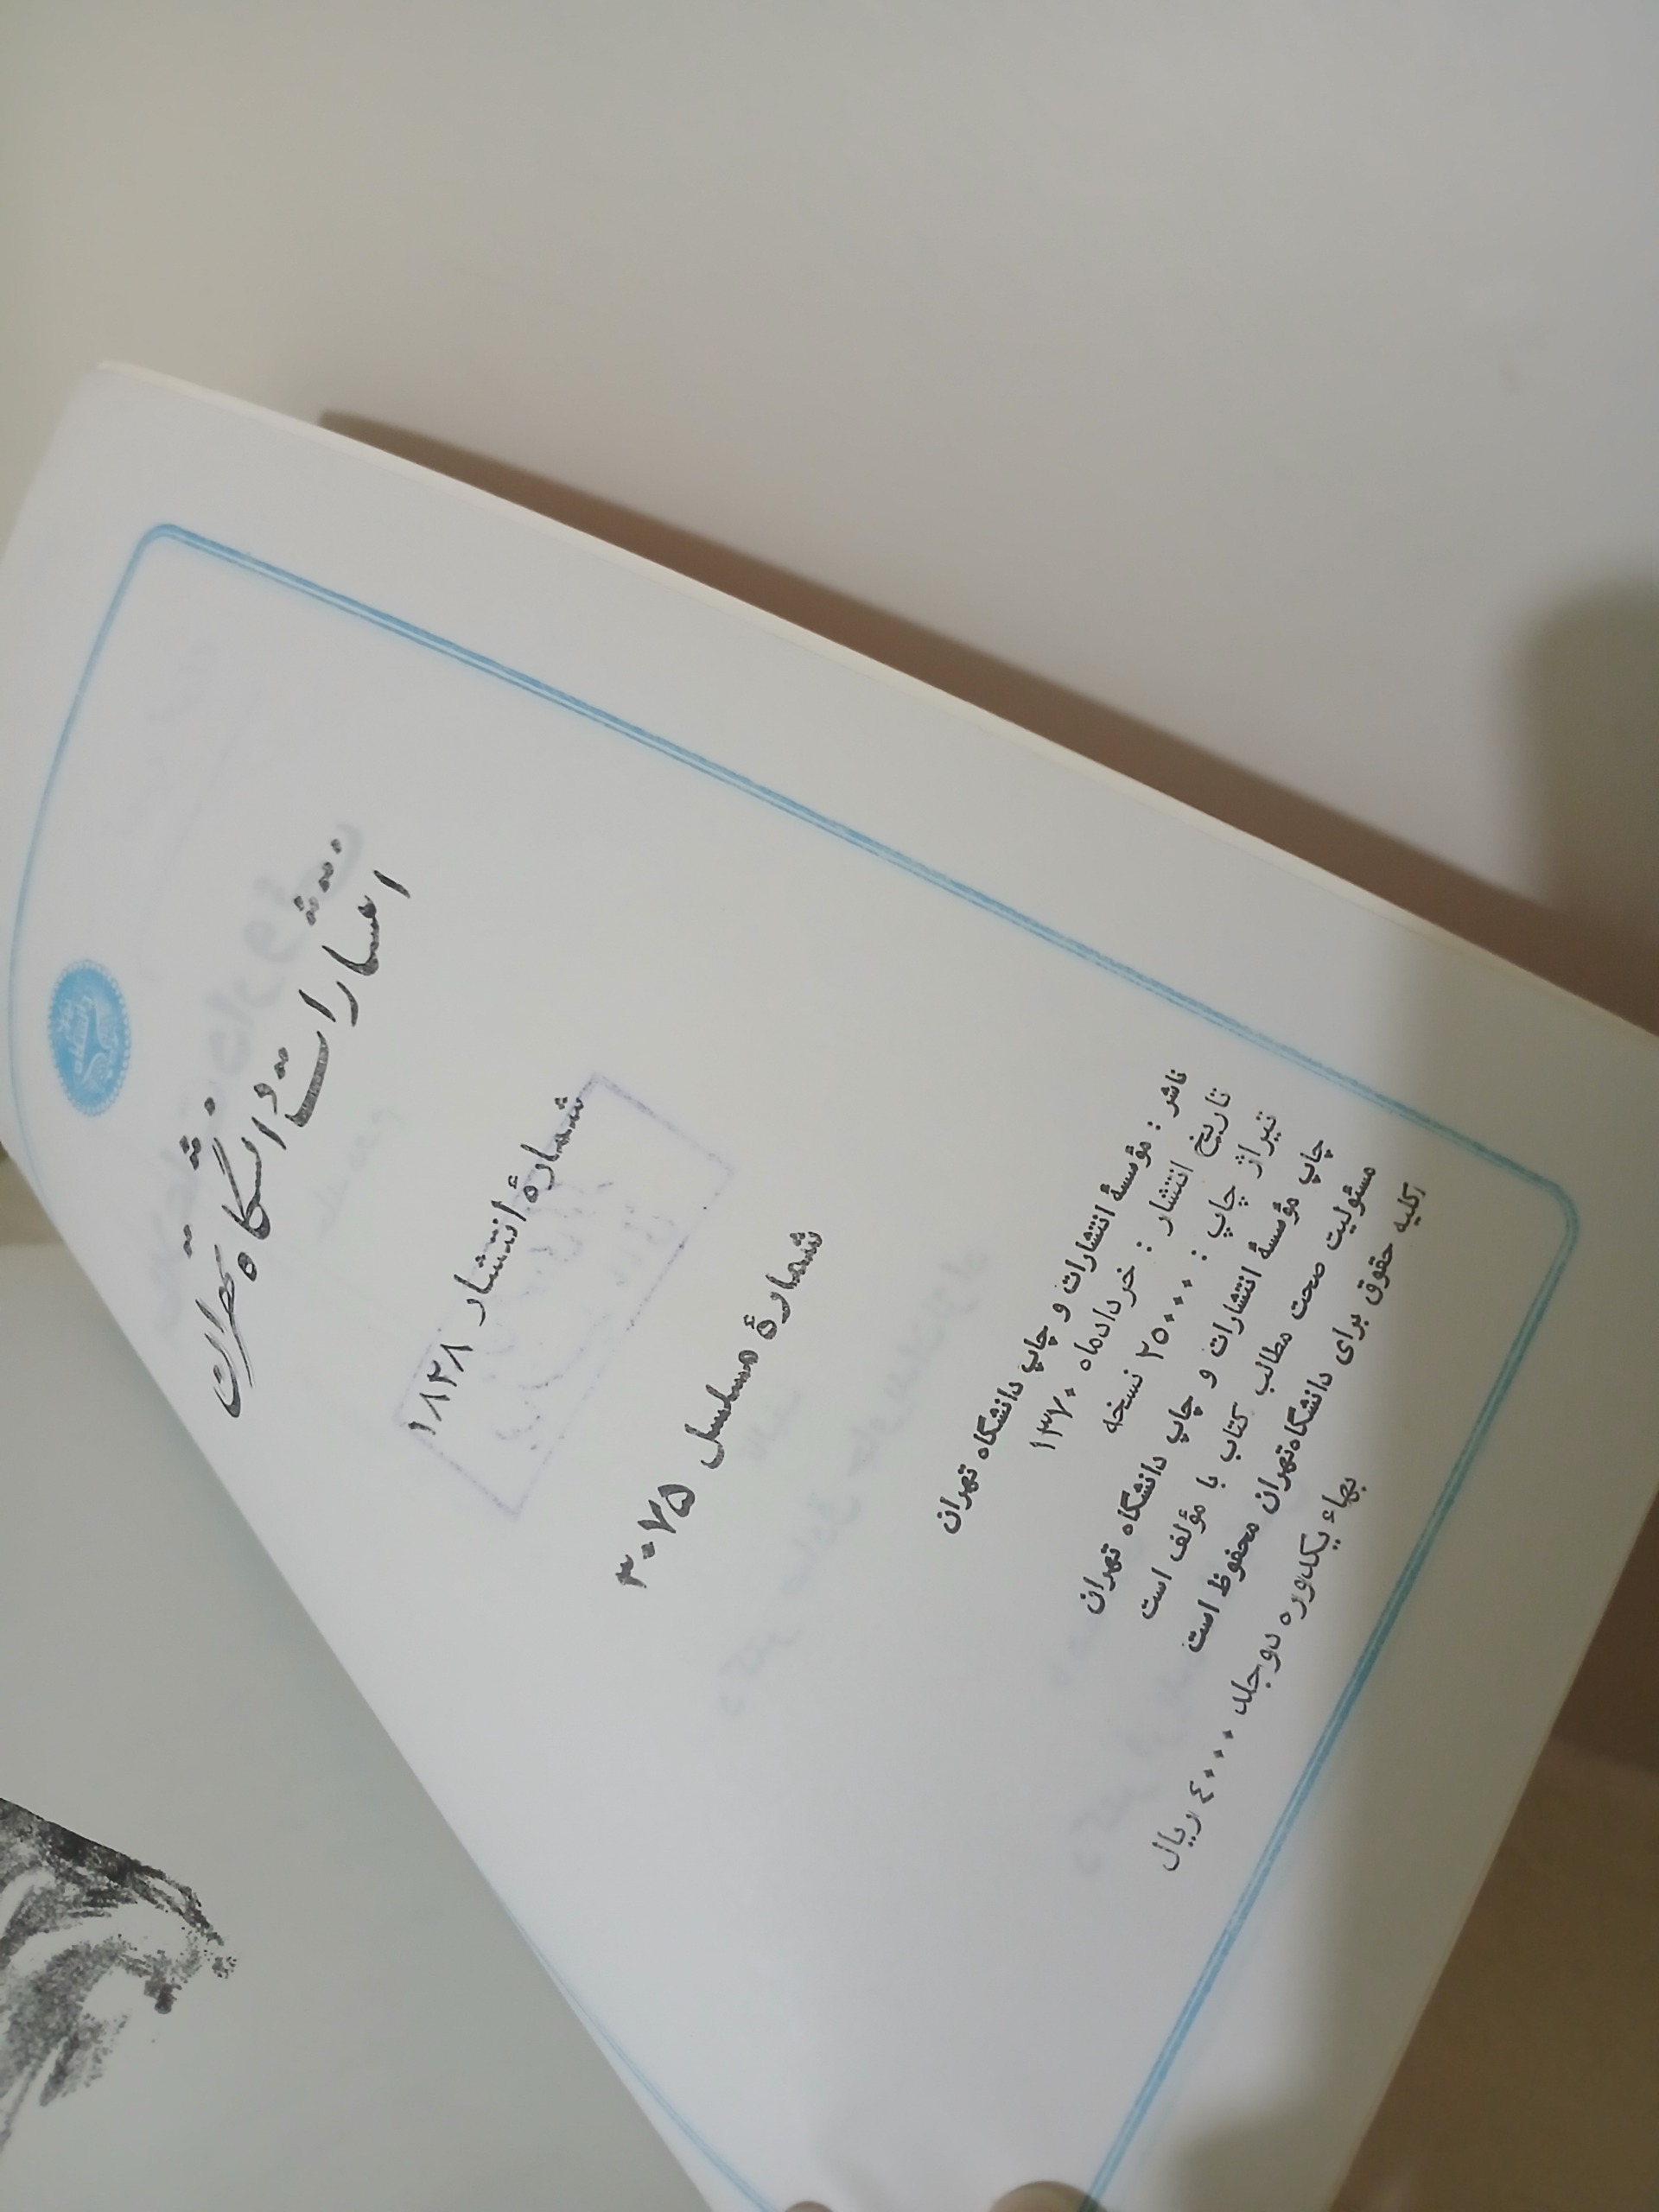 انتشارات دانشگاه تهران
شمارهٔ انتشار ۱۸۲۸
شمارهٔ مسلسل ۳۰۷۵
ناشر : مؤسسهٔ انتشارات و چاپ دانشگاه تهران
تاریخ انتشار : خردادماه ۱۳۷۰
تیراژ چاپ : ۲۵۰۰۰ نسخه
چاپ مؤسسهٔ انتشارات و چاپ دانشگاه تهران
مسئولیت صحت مطالب کتاب با مؤلف است
کلیه حقوق برای دانشگاه تهران محفوظ است
بهاء یکدوره دوجلد ۴۰۰۰ ریال